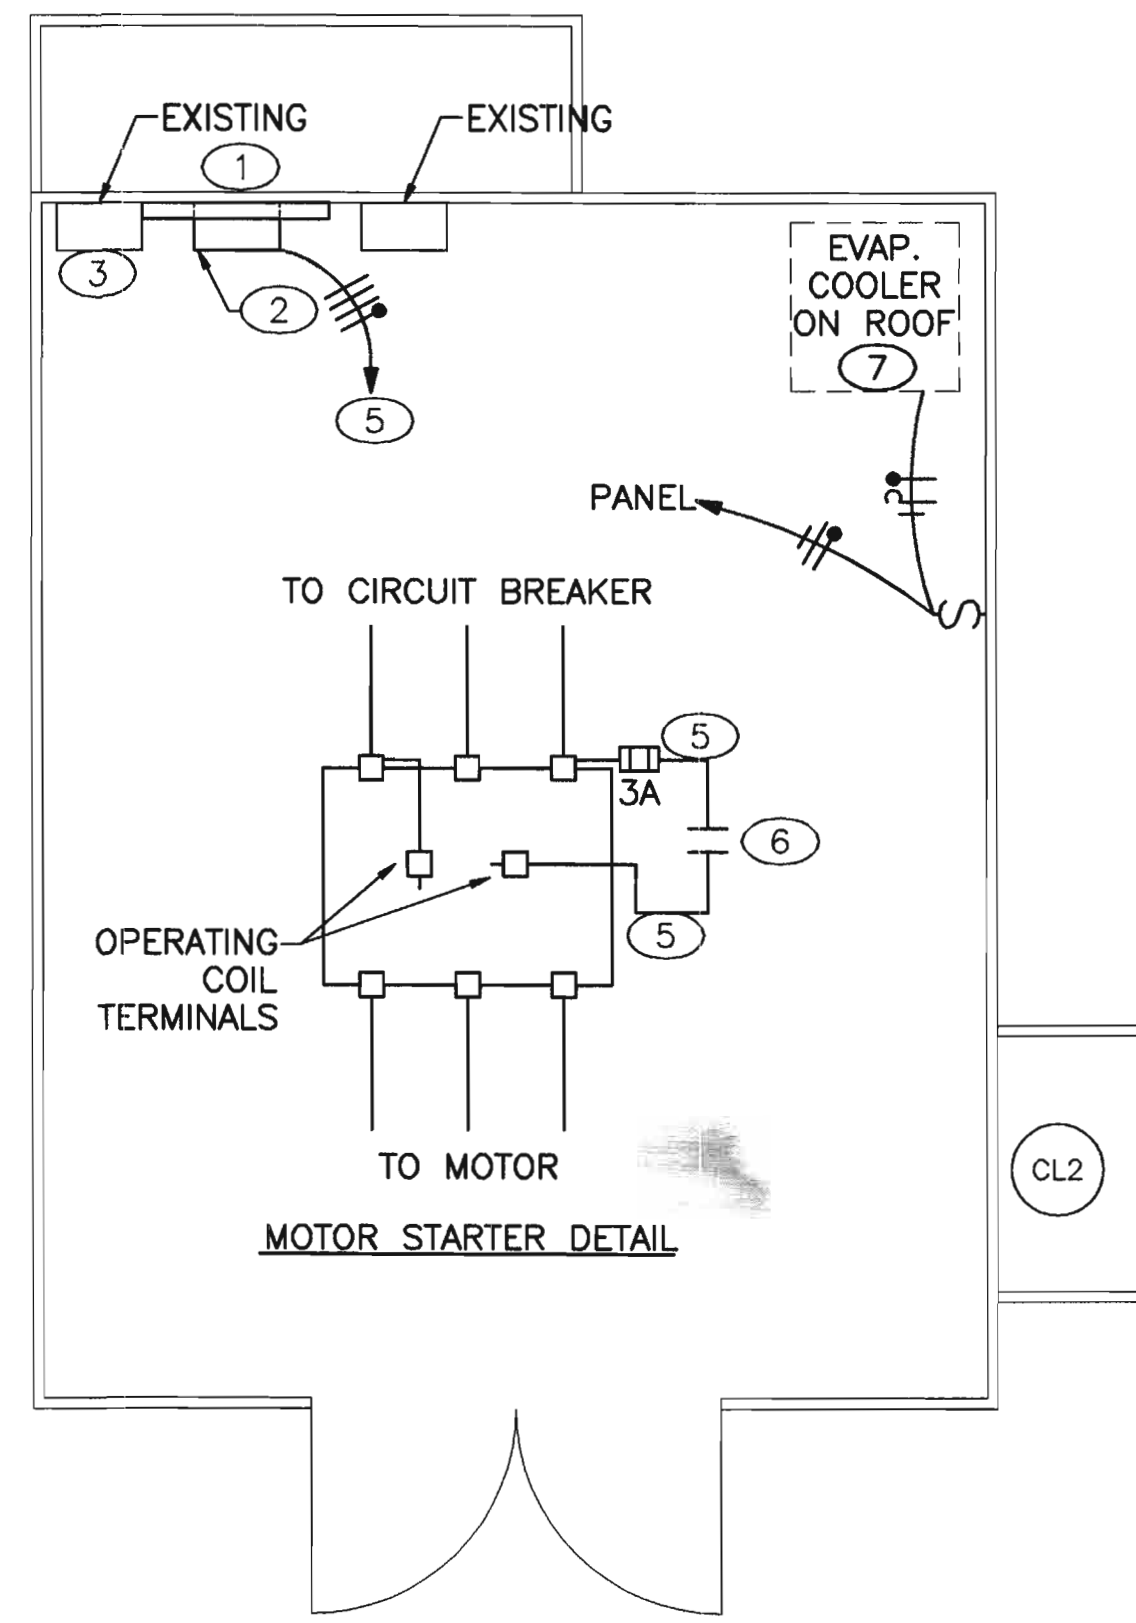 EXISTING
EXISTING
1
3
2
5
EVAP.
COOLER
ON ROOF
7
PANEL
S
TO CIRCUIT BREAKER
5
3A
6
5
OPERATING
COIL
TERMINALS
TO MOTOR
CL2
MOTOR STARTER DETAIL